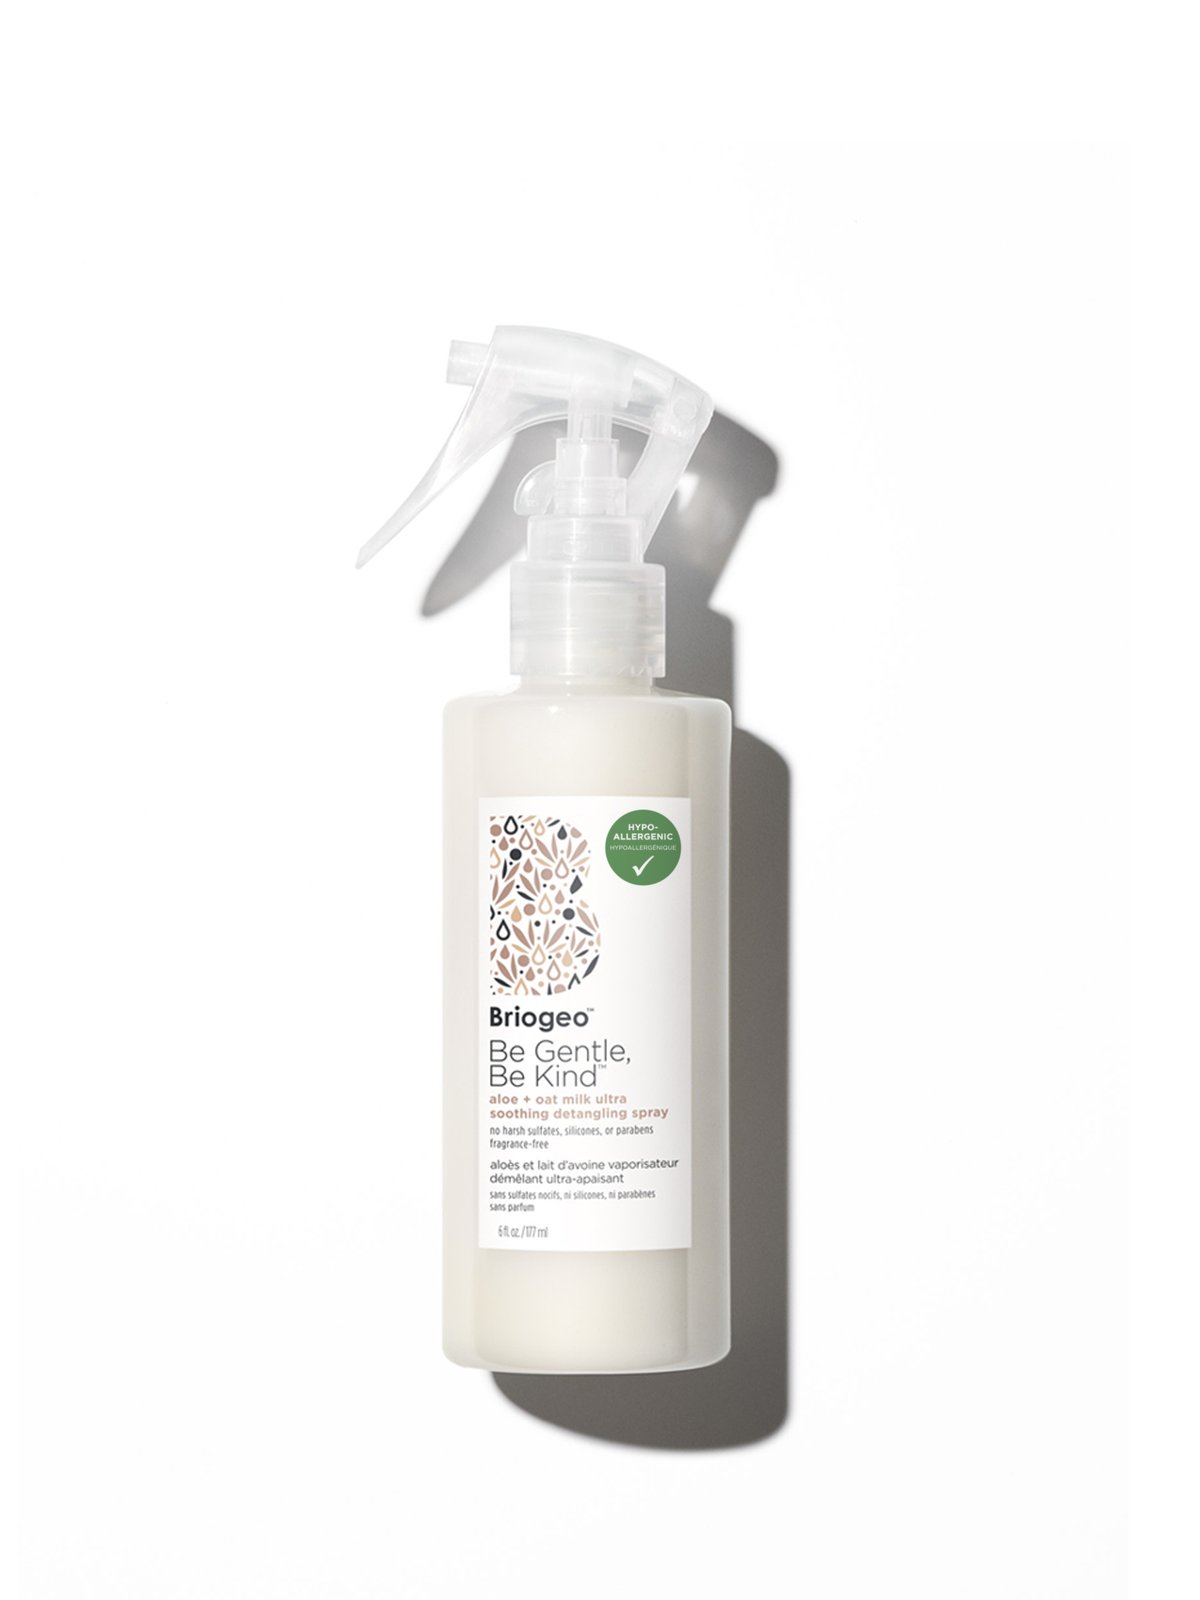 HYPO-
ALLERGENIC
HYPOALLERGÉNIQUE
Briogeo™
Be Gentle,
Be Kind™
aloe + oat milk ultra
soothing detangling spray
no harsh sulfates, silicones, or parabens
fragrance-free
aloès et lait d'avoine vaporisateur
démêlant ultra-apaisant
sans sulfates nocifs, ni silicones, ni parabènes
sans parfum
6 fl. oz. / 177 ml